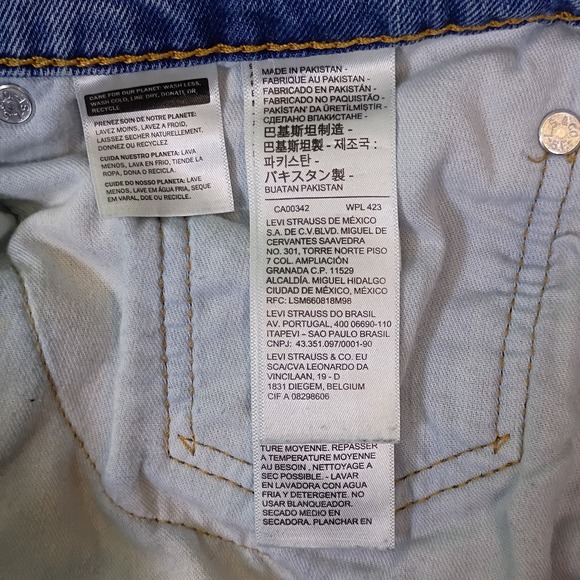 CARE FOR OUR PLANET: WASH LESS,
WASH COLD, LINE DRY, DONATE OR
RECYCLE
PRENEZ SOIN DE NOTRE PLANÈTE:
LAVEZ MOINS, LAVEZ A FROID,
LAISSEZ SECHER NATURELLEMENT,
DONNEZ OU RECYCLEZ
CUIDA NUESTRO PLANETA: LAVA
MENOS, LAVA EN FRIO, TIENDE LA
ROPA, DONA O RECICLA.
CUIDE DO NOSSO PLANETA: LAVE
MENOS, LAVE EM ÁGUA FRIA, SEQUE
EM VARAL, DOE OU RECICLE.
MADE IN PAKISTAN -
FABRIQUE AU PAKISTAN -
FABRICADO EN PAKISTÁN -
FABRICADO NO PAQUISTÃO -
PAKİSTAN'DA ÜRETİLMİŞTİR -
СДЕЛАНО ВПАКИСТАНЕ -
巴基斯坦制造 -
巴基斯坦製 - 제조국 :
파키스탄 -
パキスタン製 -
BUATAN PAKISTAN
CA00342 WPL 423
LEVI STRAUSS DE MÉXICO
S.A. DE C.V.BLVD. MIGUEL DE
CERVANTES SAAVEDRA
NO. 301, TORRE NORTE PISO
7 COL. AMPLIACIÓN
GRANADA C.P. 11529
ALCALDÍA. MIGUEL HIDALGO
CIUDAD DE MÉXICO, MÉXICO
RFC: LSM660818M98
LEVI STRAUSS DO BRASIL
AV. PORTUGAL, 400 06690-110
ITAPEVI – SAO PAULO BRASIL
CNPJ: 43.351.097/0001-90
LEVI STRAUSS & CO. EU
SCA/CVA LEONARDO DA
VINCILAAN, 19 - D
1831 DIEGEM, BELGIUM
CIF A 08298606
TURE MOYENNE. REPASSER
A TEMPERATURE MOYENNE
AU BESOIN . NETTOYAGE A
SEC POSSIBLE. - LAVAR
EN LAVADORA CON AGUA
FRIA Y DETERGENTE. NO
USAR BLANQUEADOR.
SECADO MEDIO EN
SECADORA. PLANCHAR EN